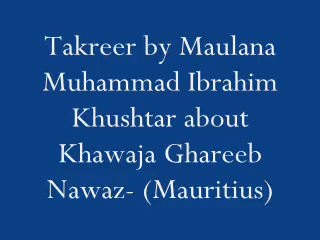 Takreer by Maulana
Muhammad Ibrahim
Khushtar about
Khawaja Ghareeb
Nawaz- (Mauritius)